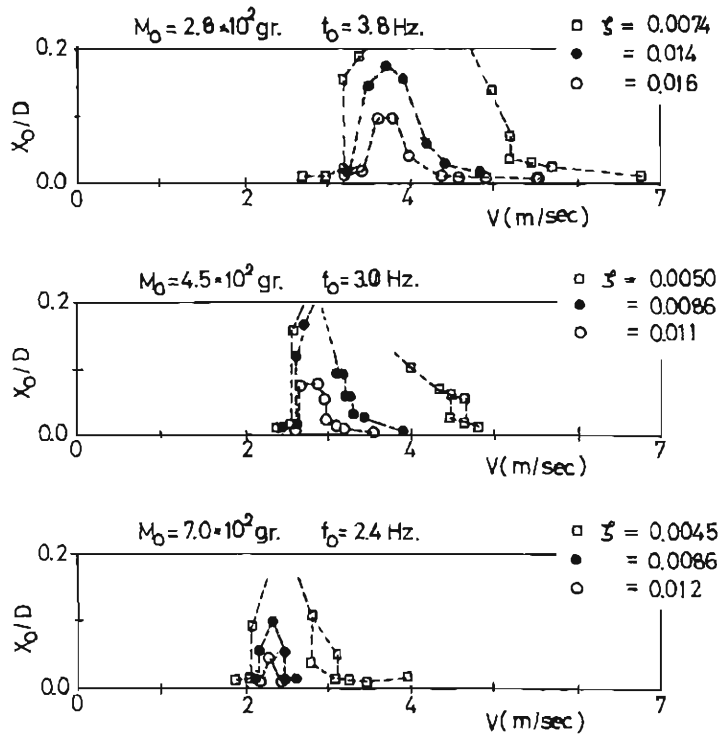 M₀ = 2.8×10² gr. f₀ = 3.8 Hz.
□ ζ = 0.0074
● = 0.014
○ = 0.016
0.2
X₀/D
0.0
2 4 7
V(m/sec)
M₀ = 4.5×10² gr. f₀ = 3.0 Hz.
□ ζ = 0.0050
● = 0.0086
○ = 0.011
0.2
X₀/D
0.0
2 4 7
V(m/sec)
M₀ = 7.0×10² gr. f₀ = 2.4 Hz.
□ ζ = 0.0045
● = 0.0086
○ = 0.012
0.2
X₀/D
0.0
2 4 7
V(m/sec)